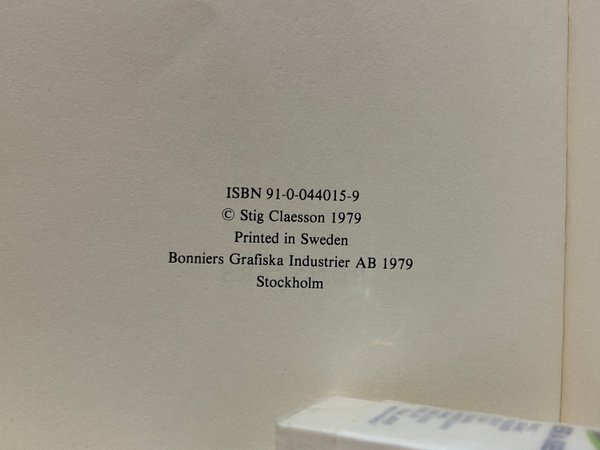 ISBN 91-0-044015-9
© Stig Claesson 1979
Printed in Sweden
Bonniers Grafiska Industrier AB 1979
Stockholm